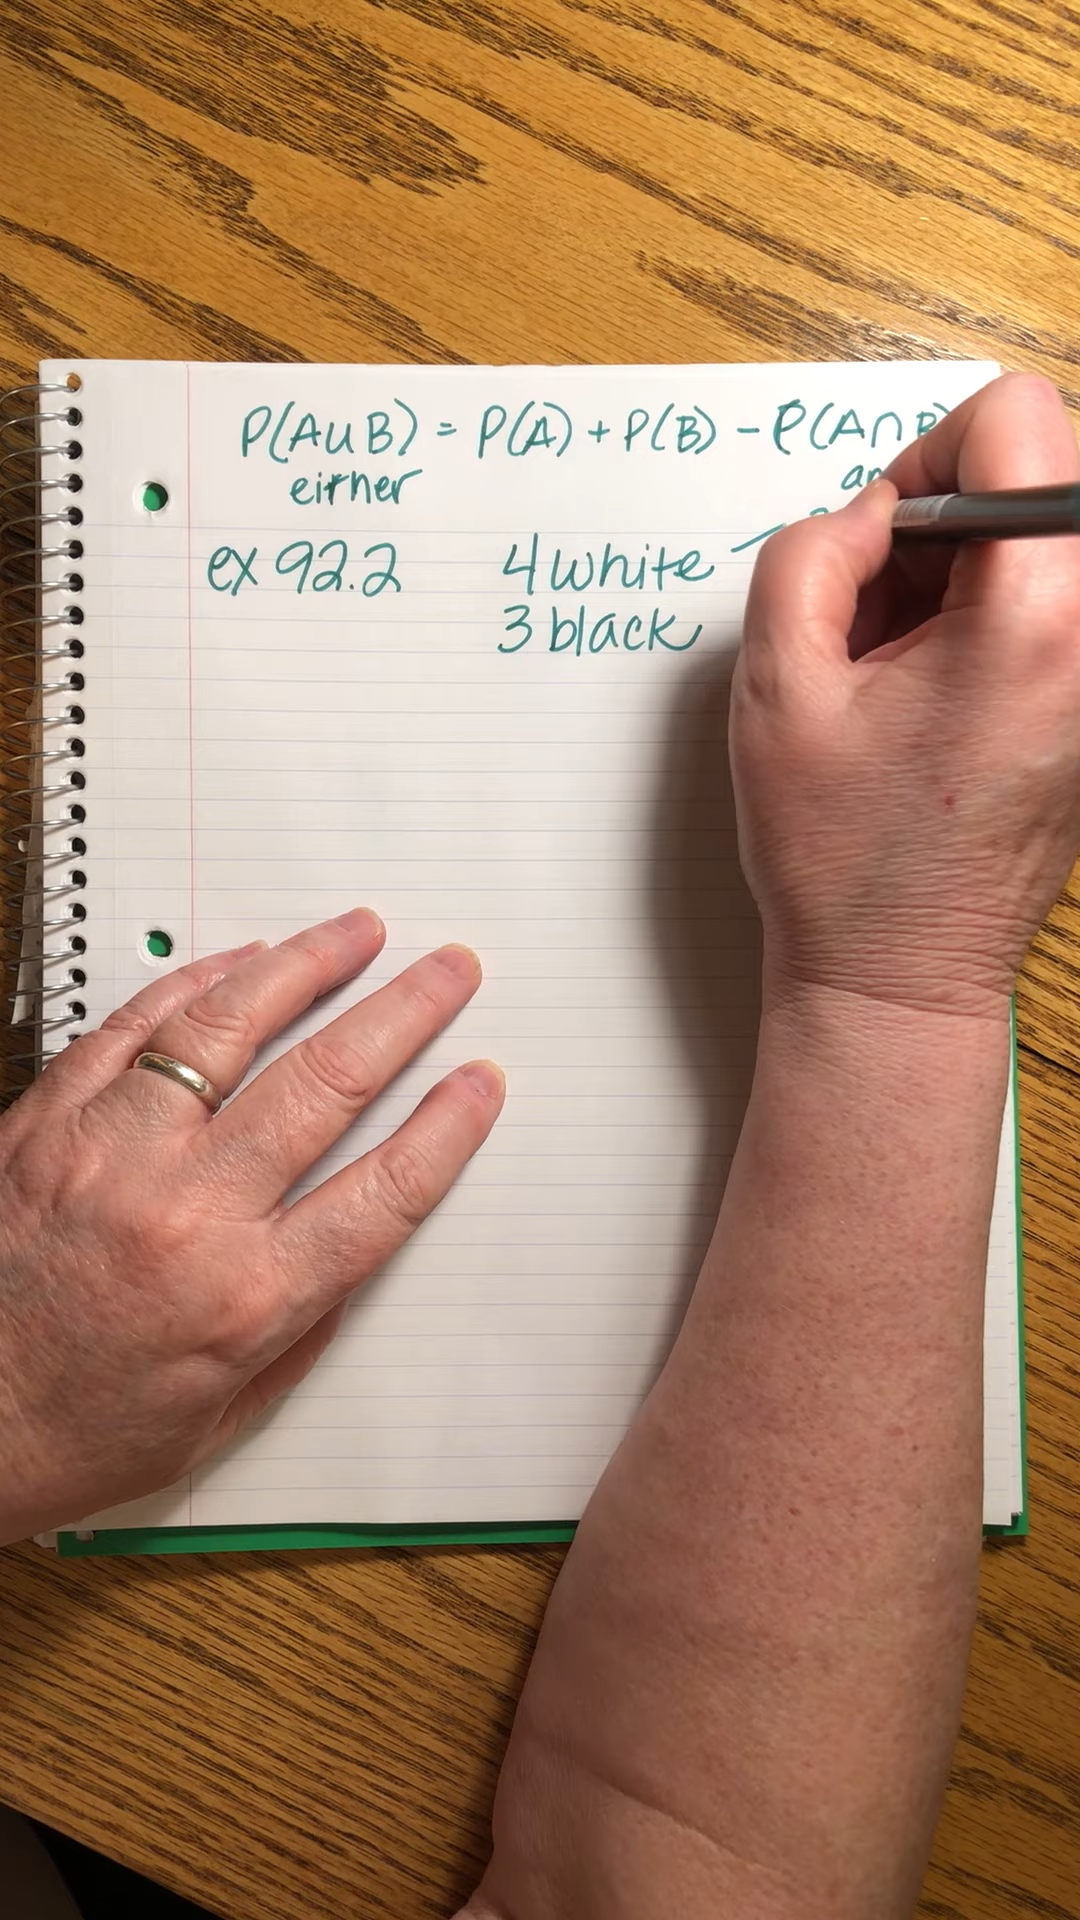 P(A∪B) = P(A) + P(B) - P(A∩B)
either
ex 92.2 4 white
3 black